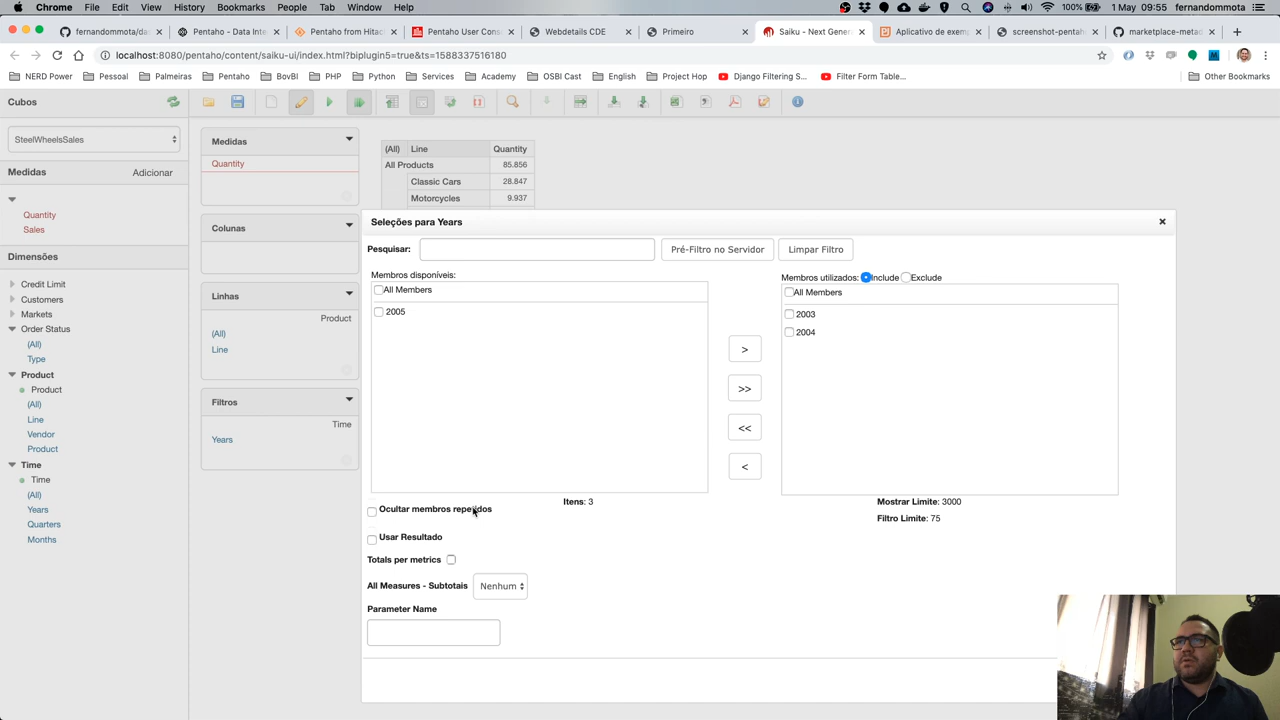 Chrome File Edit View History Bookmarks People Tab Window Help
100% 1 May 09:55 fernandommota
fernandommota/da
Pentaho - Data Inte
Pentaho from Hitac
Pentaho User Cons
Webdetails CDE
Primeiro
Saiku - Next Gener
Aplicativo de exem
screenshot-pentah
marketplace-metad
localhost:8080/pentaho/content/saiku-ui/index.html?biplugin5=true&ts=1588337516180
NERD Power Pessoal Palmeiras Pentaho BovBI PHP Python Services Academy OSBI Cast English Project Hop Django Filtering S... Filter Form Table... Other Bookmarks
Cubos
SteelWheelsSales
Medidas Adicionar
Quantity
Sales
Dimensões
Credit Limit
Customers
Markets
Order Status
(All)
Type
Product
Product
(All)
Line
Vendor
Product
Time
Time
(All)
Years
Quarters
Months
Medidas
Quantity
Colunas
Linhas
Product
(All)
Line
Filtros
Time
Years
(All) Line Quantity
All Products 85.856
Classic Cars 28.847
Motorcycles 9.937
Seleções para Years
Pesquisar: Pré-Filtro no Servidor Limpar Filtro
Membros disponíveis:
All Members
2005
Itens: 3
>
>>
<<
<
Membros utilizados: Include Exclude
All Members
2003
2004
Mostrar Limite: 3000
Filtro Limite: 75
Ocultar membros repetidos
Usar Resultado
Totals per metrics
All Measures - Subtotais Nenhum
Parameter Name